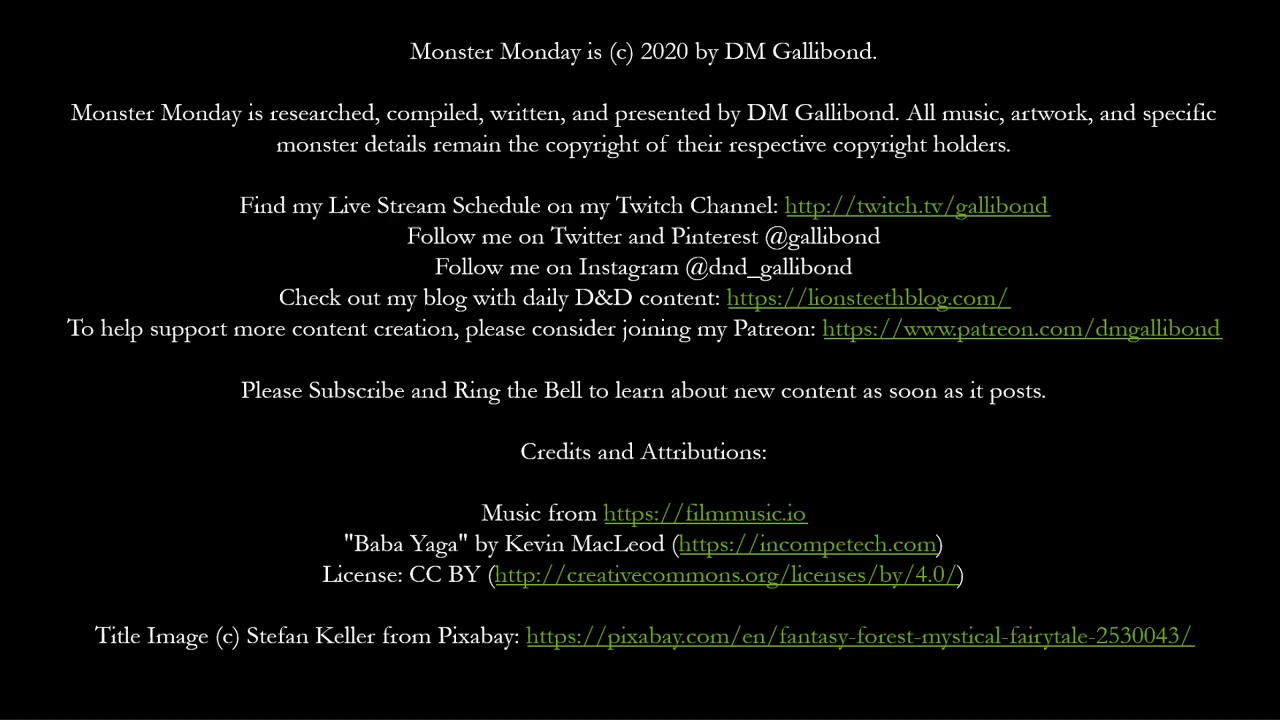 Monster Monday is (c) 2020 by DM Gallibond.
Monster Monday is researched, compiled, written, and presented by DM Gallibond. All music, artwork, and specific
monster details remain the copyright of their respective copyright holders.
Find my Live Stream Schedule on my Twitch Channel: http://twitch.tv/gallibond
Follow me on Twitter and Pinterest @gallibond
Follow me on Instagram @dnd_gallibond
Check out my blog with daily D&D content: https://lionsteethblog.com/
To help support more content creation, please consider joining my Patreon: https://www.patreon.com/dmgallibond
Please Subscribe and Ring the Bell to learn about new content as soon as it posts.
Credits and Attributions:
Music from https://filmmusic.io
"Baba Yaga" by Kevin MacLeod (https://incompetech.com)
License: CC BY (http://creativecommons.org/licenses/by/4.0/)
Title Image (c) Stefan Keller from Pixabay: https://pixabay.com/en/fantasy-forest-mystical-fairytale-2530043/